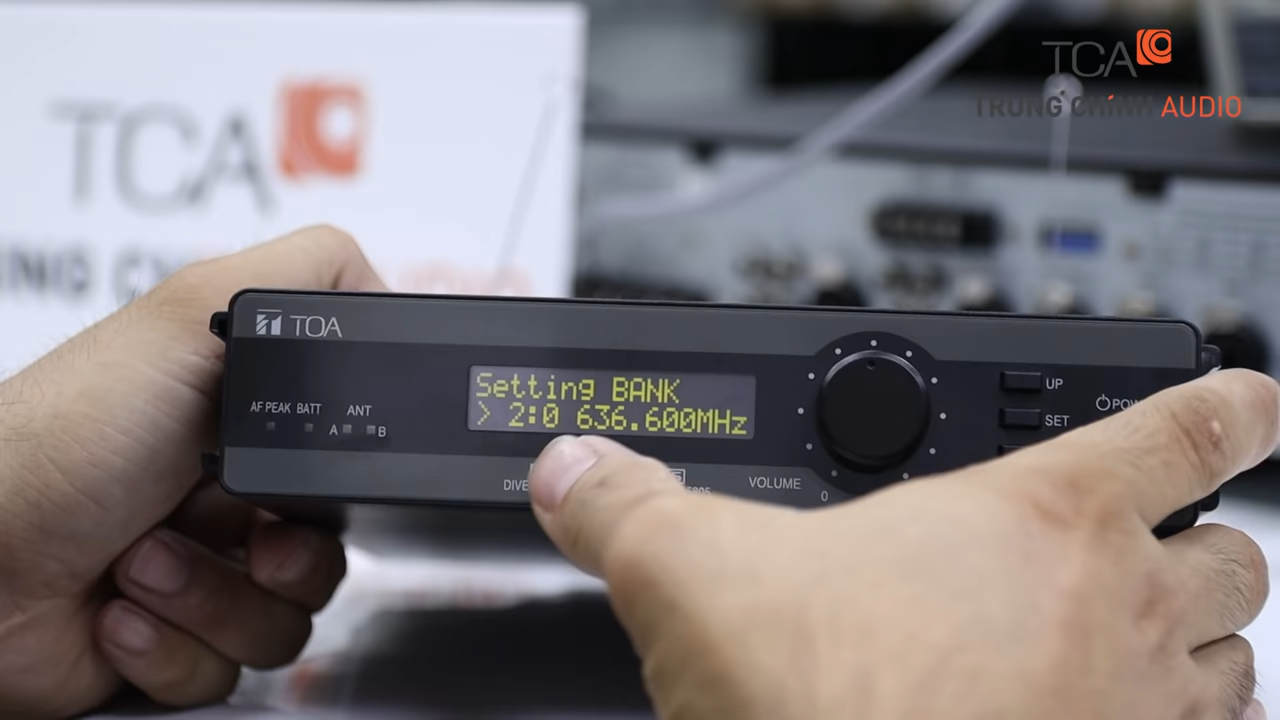 TCA
TRUNG CHÍNH AUDIO
TCA
TOA
AF PEAK BATT ANT
A B
Setting BANK
> 2:0 636.600MHz
UP
SET
VOLUME
0